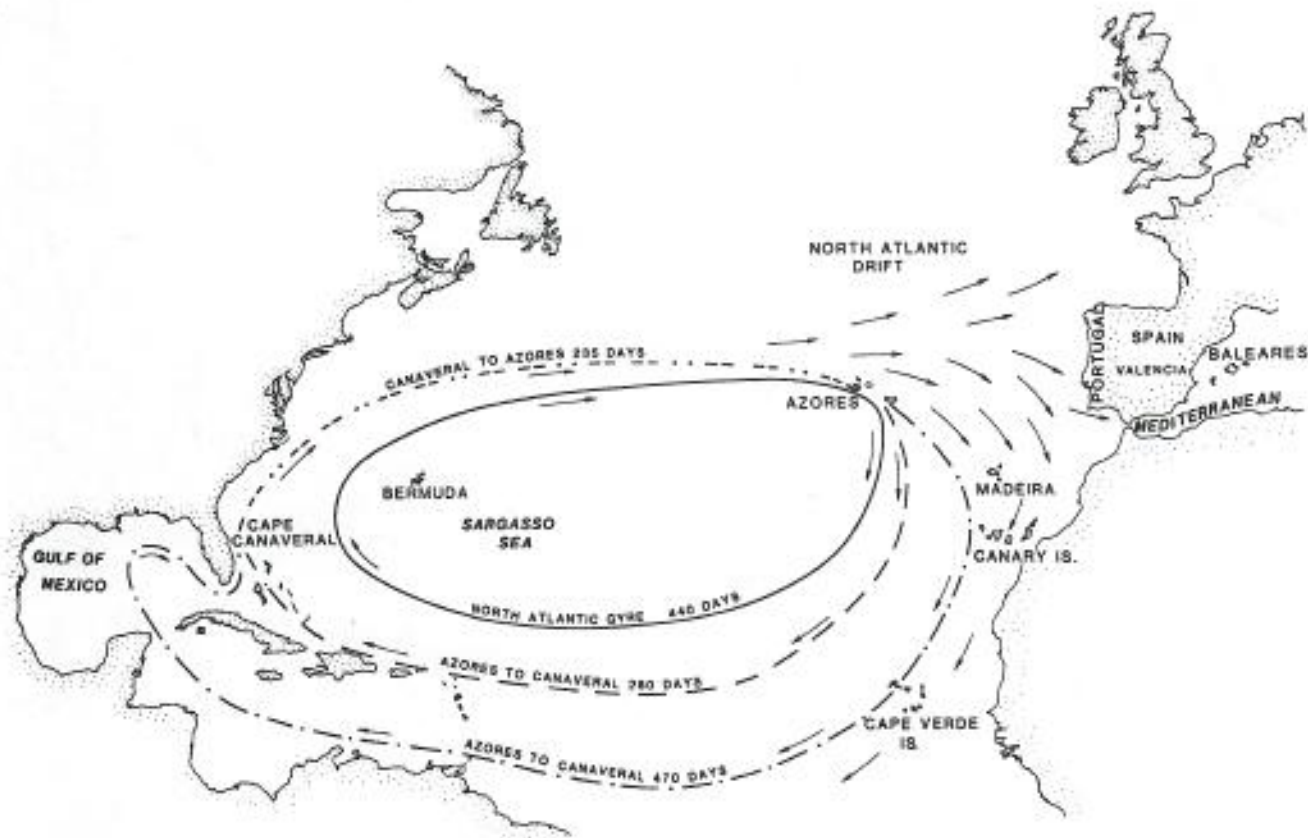 NORTH ATLANTIC
DRIFT
CANAVERAL TO AZORES 235 DAYS
PORTUGAL
SPAIN
VALENCIA
BALEARES
MEDITERRANEAN
AZORES
BERMUDA
MADEIRA
SARGASSO
SEA
CAPE
CANAVERAL
CANARY IS.
GULF OF
MEXICO
NORTH ATLANTIC GYRE 440 DAYS
AZORES TO CANAVERAL 280 DAYS
CAPE VERDE
IS.
AZORES TO CANAVERAL 470 DAYS